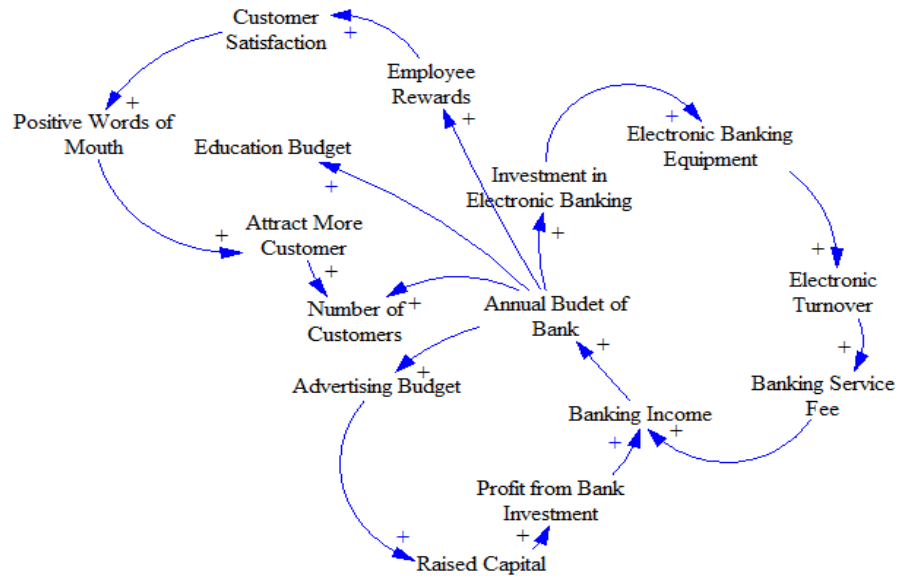 Customer
Satisfaction
+
Employee
Rewards
+
+
Positive Words of
Mouth
Education Budget
+
+
Electronic Banking
Equipment
Investment in
Electronic Banking
+
Attract More
Customer
+
+
Number of
Customers
+
Annual Budet of
Bank
+
+
Electronic
Turnover
+
Advertising Budget
+
Banking Service
Fee
Banking Income
+
+
Profit from Bank
Investment
+
+
Raised Capital